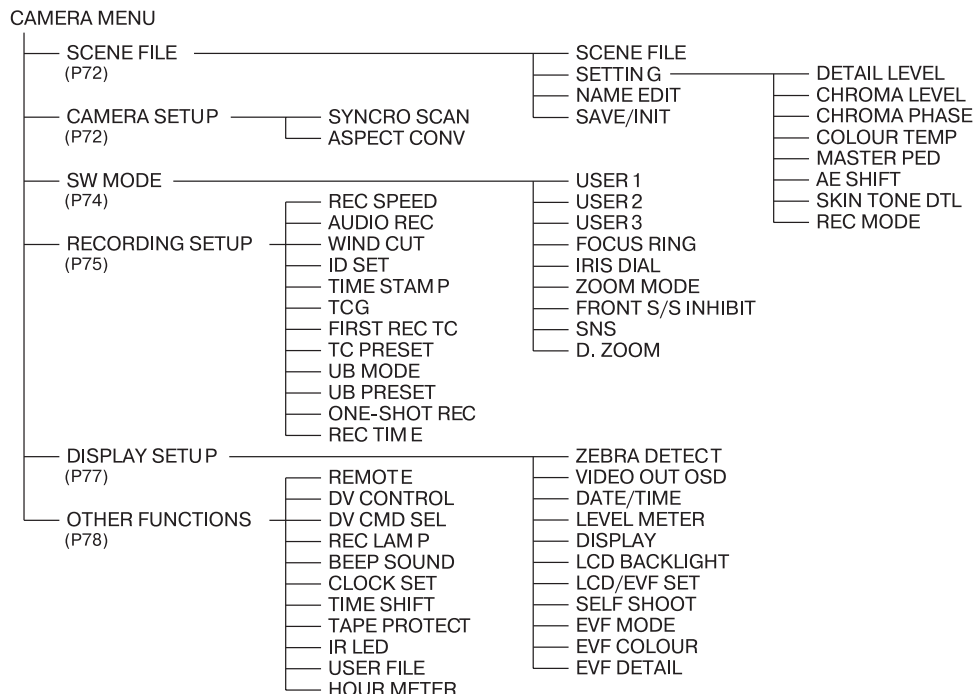 CAMERA MENU
SCENE FILE
(P72)
SCENE FILE
SETTING
NAME EDIT
SAVE/INIT
DETAIL LEVEL
CHROMA LEVEL
CHROMA PHASE
COLOUR TEMP
MASTER PED
AE SHIFT
SKIN TONE DTL
REC MODE
CAMERA SETUP
(P72)
SYNCRO SCAN
ASPECT CONV
SW MODE
(P74)
USER 1
USER 2
USER 3
FOCUS RING
IRIS DIAL
ZOOM MODE
FRONT S/S INHIBIT
SNS
D. ZOOM
RECORDING SETUP
(P75)
REC SPEED
AUDIO REC
WIND CUT
ID SET
TIME STAMP
TCG
FIRST REC TC
TC PRESET
UB MODE
UB PRESET
ONE-SHOT REC
REC TIME
DISPLAY SETUP
(P77)
ZEBRA DETECT
VIDEO OUT OSD
DATE/TIME
LEVEL METER
DISPLAY
LCD BACKLIGHT
LCD/EVF SET
SELF SHOOT
EVF MODE
EVF COLOUR
EVF DETAIL
OTHER FUNCTIONS
(P78)
REMOTE
DV CONTROL
DV CMD SEL
REC LAMP
BEEP SOUND
CLOCK SET
TIME SHIFT
TAPE PROTECT
IR LED
USER FILE
HOUR METER